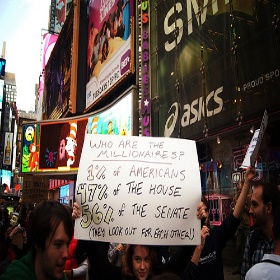 SM
asics
WHO ARE THE
MILLIONAIRES?
1% OF AMERICANS
47% OF THE HOUSE
56% OF THE SENATE
(THEY LOOK OUT FOR EACH OTHER!)